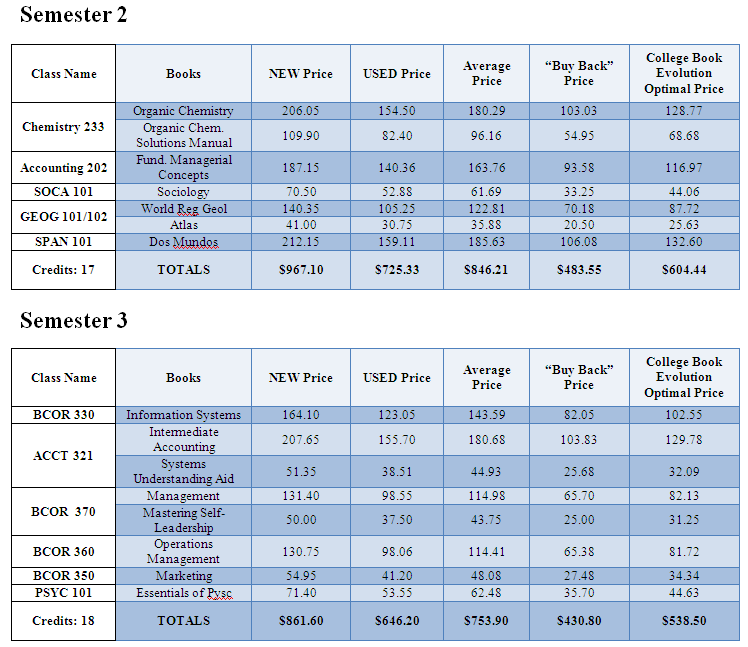 Semester 2
Class Name Books NEW Price USED Price Average Price “Buy Back” Price College Book Evolution Optimal Price
Chemistry 233 Organic Chemistry 206.05 154.50 180.29 103.03 128.77
Organic Chem. Solutions Manual 109.90 82.40 96.16 54.95 68.68
Accounting 202 Fund. Managerial Concepts 187.15 140.36 163.76 93.58 116.97
SOCA 101 Sociology 70.50 52.88 61.69 33.25 44.06
GEOG 101/102 World Reg Geol 140.35 105.25 122.81 70.18 87.72
Atlas 41.00 30.75 35.88 20.50 25.63
SPAN 101 Dos Mundos 212.15 159.11 185.63 106.08 132.60
Credits: 17 TOTALS $967.10 $725.33 $846.21 $483.55 $604.44
Semester 3
Class Name Books NEW Price USED Price Average Price “Buy Back” Price College Book Evolution Optimal Price
BCOR 330 Information Systems 164.10 123.05 143.59 82.05 102.55
ACCT 321 Intermediate Accounting 207.65 155.70 180.68 103.83 129.78
Systems Understanding Aid 51.35 38.51 44.93 25.68 32.09
BCOR 370 Management 131.40 98.55 114.98 65.70 82.13
Mastering Self-Leadership 50.00 37.50 43.75 25.00 31.25
BCOR 360 Operations Management 130.75 98.06 114.41 65.38 81.72
BCOR 350 Marketing 54.95 41.20 48.08 27.48 34.34
PSYC 101 Essentials of Pysc 71.40 53.55 62.48 35.70 44.63
Credits: 18 TOTALS $861.60 $646.20 $753.90 $430.80 $538.50